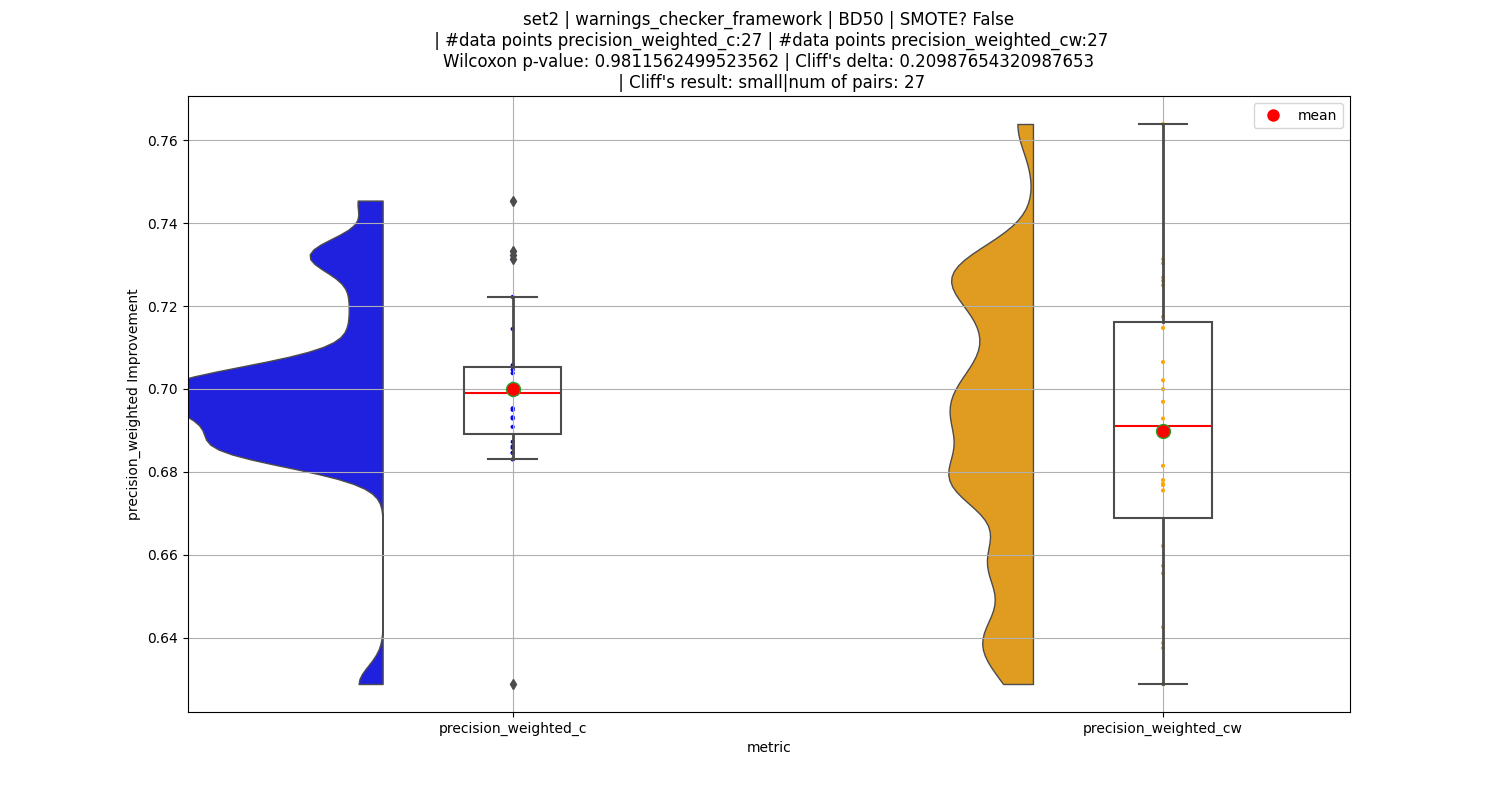 set2 | warnings_checker_framework | BD50 | SMOTE? False
| #data points precision_weighted_c:27 | #data points precision_weighted_cw:27
Wilcoxon p-value: 0.9811562499523562 | Cliff's delta: 0.20987654320987653
| Cliff's result: small|num of pairs: 27
mean
0.76
0.74
0.72
0.70
0.68
0.66
0.64
precision_weighted Improvement
precision_weighted_c
precision_weighted_cw
metric